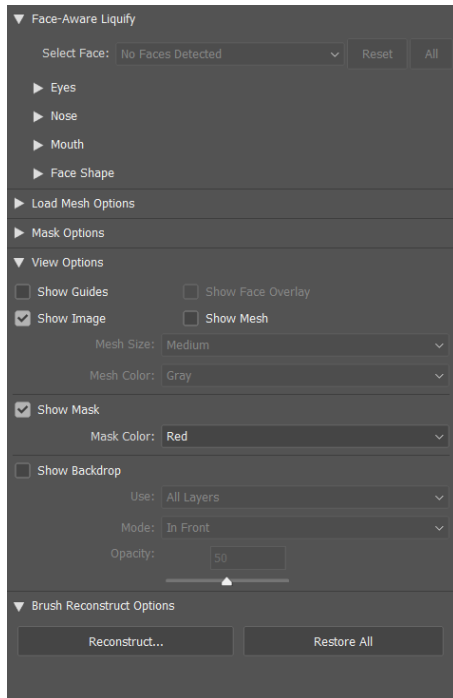 Face-Aware Liquify
Select Face: No Faces Detected Reset All
Eyes
Nose
Mouth
Face Shape
Load Mesh Options
Mask Options
View Options
Show Guides Show Face Overlay
Show Image Show Mesh
Mesh Size: Medium
Mesh Color: Gray
Show Mask
Mask Color: Red
Show Backdrop
Use: All Layers
Mode: In Front
Opacity: 50
Brush Reconstruct Options
Reconstruct... Restore All